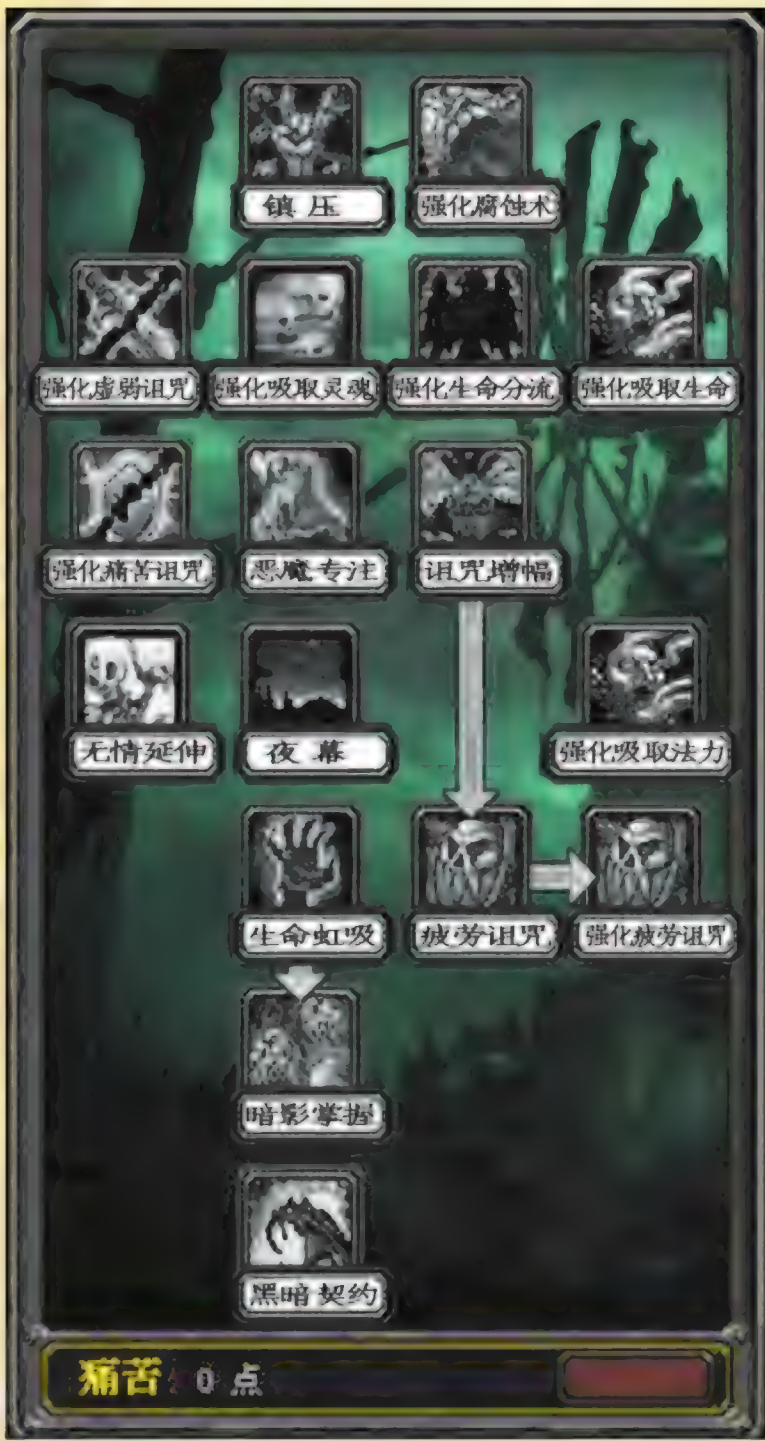 镇压
强化腐蚀术
强化虚弱诅咒
强化吸取灵魂
强化生命分流
强化吸取生命
强化痛苦诅咒
恶魔专注
诅咒增幅
无情延伸
夜幕
强化吸取法力
生命虹吸
疲劳诅咒
强化疲劳诅咒
暗影掌握
黑暗契约
痛苦 0 点